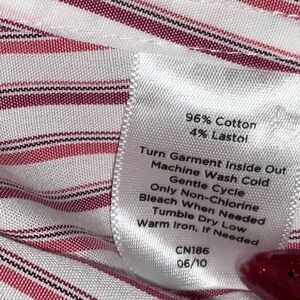 96% Cotton
4% Lastol
Turn Garment Inside Out
Machine Wash Cold
Gentle Cycle
Only Non-Chlorine
Bleach When Needed
Tumble Dry Low
Warm Iron, If Needed
CN186
06/10